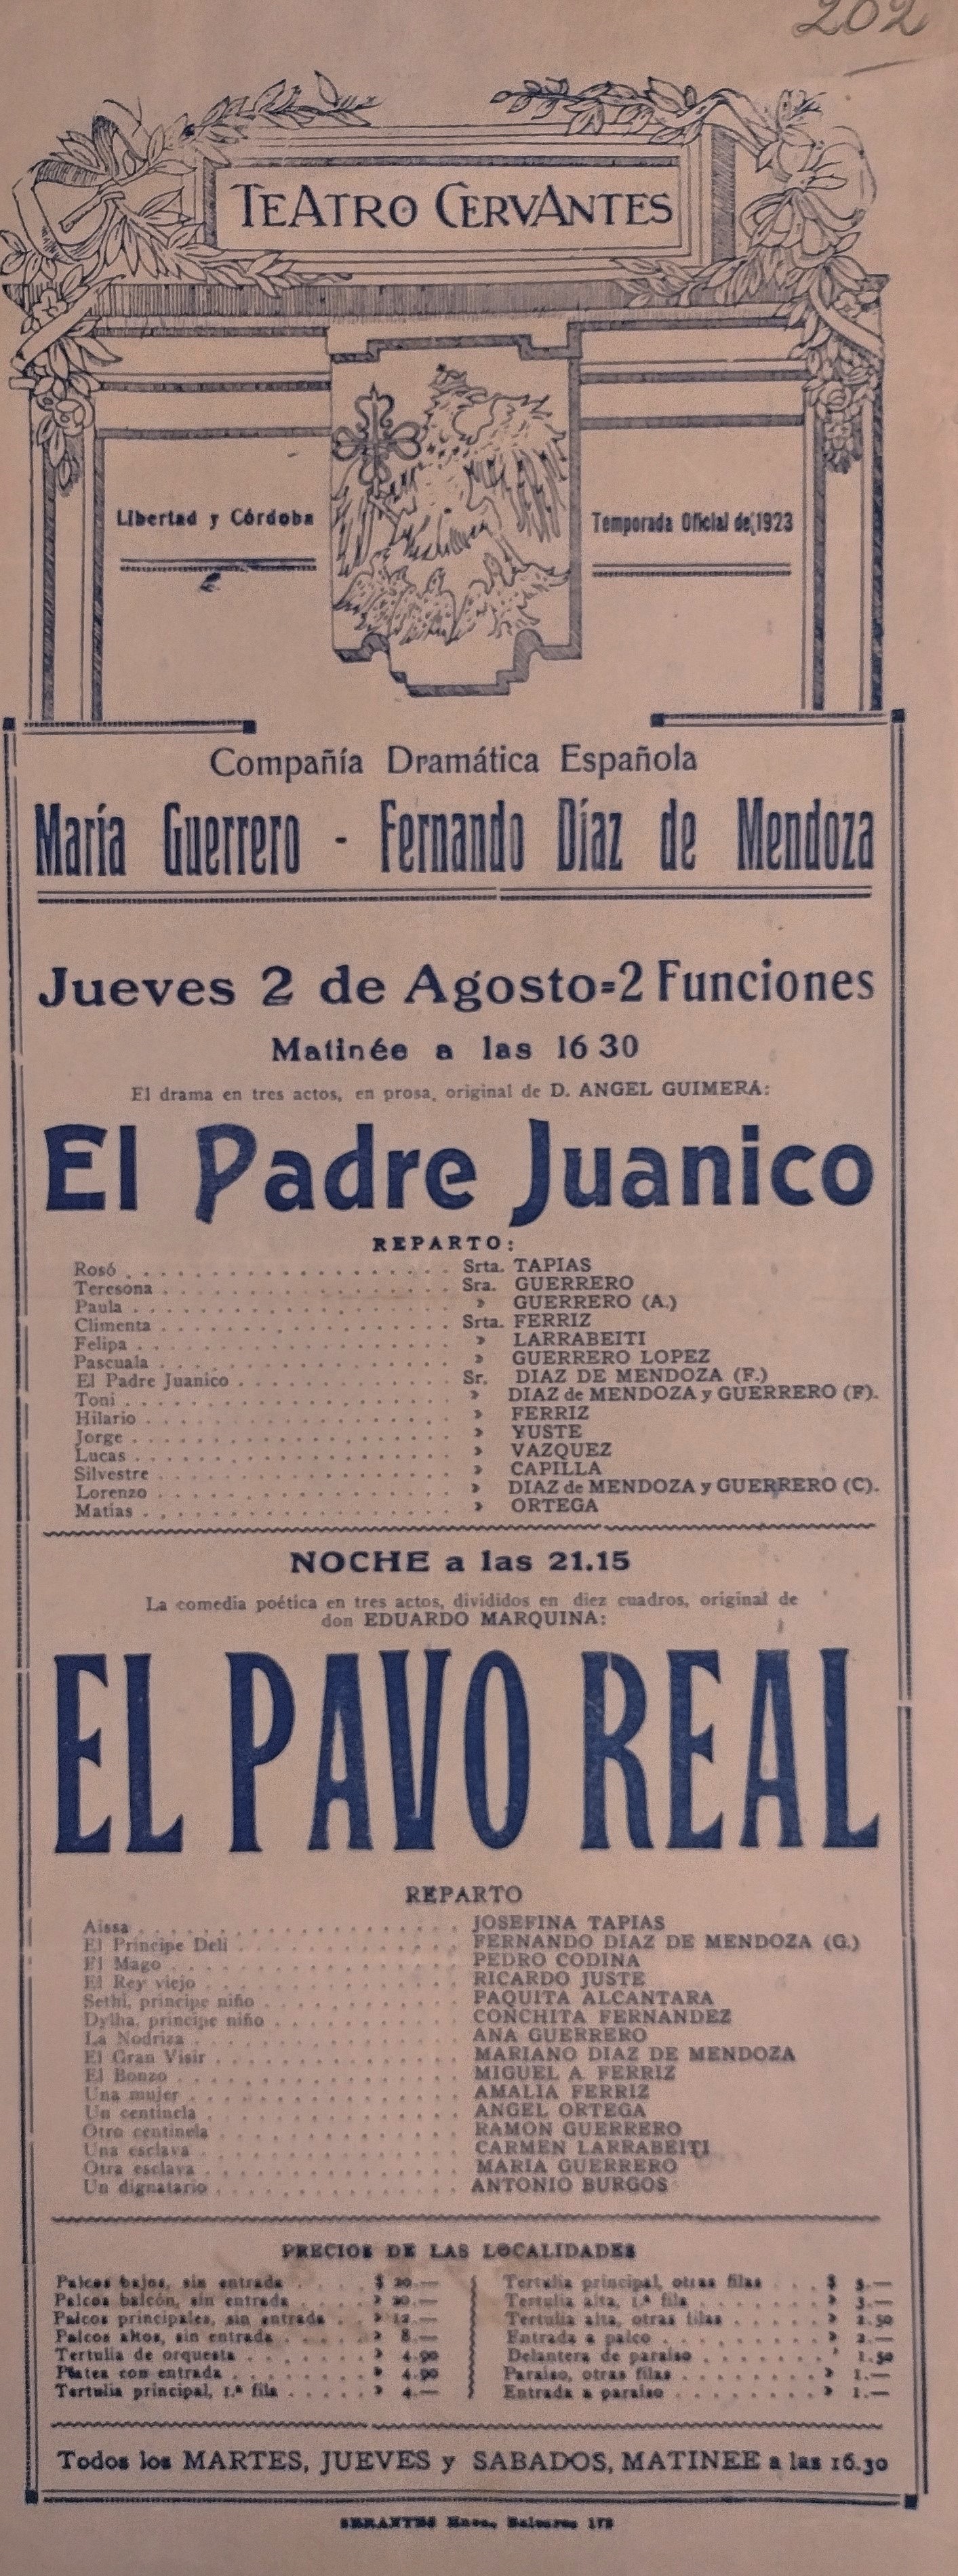 202
TEATRO CERVANTES
Libertad y Córdoba
Temporada Oficial de 1923
Compañía Dramática Española
María Guerrero - Fernando Díaz de Mendoza
Jueves 2 de Agosto=2 Funciones
Matinée a las 16 30
El drama en tres actos, en prosa, original de D. ANGEL GUIMERÁ:
El Padre Juanico
REPARTO:
Rosó . . . . . Srta. TAPIAS
Teresona . . . . . Sra. GUERRERO
Paula . . . . . » GUERRERO (A.)
Climenta . . . . . Srta. FERRIZ
Felipa . . . . . » LARRABEITI
Pascuala . . . . . » GUERRERO LOPEZ
El Padre Juanico . . . . . Sr. DIAZ DE MENDOZA (F.)
Toni . . . . . » DIAZ de MENDOZA y GUERRERO (F).
Hilario . . . . . » FERRIZ
Jorge . . . . . » YUSTE
Lucas . . . . . » VAZQUEZ
Silvestre . . . . . » CAPILLA
Lorenzo . . . . . » DIAZ de MENDOZA y GUERRERO (C).
Matías . . . . . » ORTEGA
NOCHE a las 21.15
La comedia poética en tres actos, divididos en diez cuadros, original de
don EDUARDO MARQUINA:
EL PAVO REAL
REPARTO
Aissa . . . . . JOSEFINA TAPIAS
El Príncipe Deli . . . . . FERNANDO DIAZ DE MENDOZA (G.)
El Mago . . . . . PEDRO CODINA
El Rey viejo . . . . . RICARDO JUSTE
Sethi, príncipe niño . . . . . PAQUITA ALCANTARA
Dylha, príncipe niño . . . . . CONCHITA FERNANDEZ
La Nodriza . . . . . ANA GUERRERO
El Gran Visir . . . . . MARIANO DIAZ DE MENDOZA
El Bonzo . . . . . MIGUEL A. FERRIZ
Una mujer . . . . . AMALIA FERRIZ
Un centinela . . . . . ANGEL ORTEGA
Otro centinela . . . . . RAMON GUERRERO
Una esclava . . . . . CARMEN LARRABEITI
Otra esclava . . . . . MARIA GUERRERO
Un dignatario . . . . . ANTONIO BURGOS
PRECIOS DE LAS LOCALIDADES
Palcos bajos, sin entrada . . . $ 20.—
Palcos balcón, sin entrada . . . » 20.—
Palcos principales, sin entrada . . . » 12.—
Palcos altos, sin entrada . . . » 8.—
Tertulia de orquesta . . . » 4.90
Platea con entrada . . . » 4.90
Tertulia principal, 1.ª fila . . . » 4.—
Tertulia principal, otras filas . . . $ 3.—
Tertulia alta, 1.ª fila . . . » 3.—
Tertulia alta, otras filas . . . » 2.50
Entrada a palco . . . » 2.—
Delantera de paraíso . . . » 1.50
Paraíso, otras filas . . . » 1.—
Entrada a paraíso . . . » 1.—
Todos los MARTES, JUEVES y SABADOS, MATINEE a las 16.30
SERRANTES Hnos., Balcarce 172